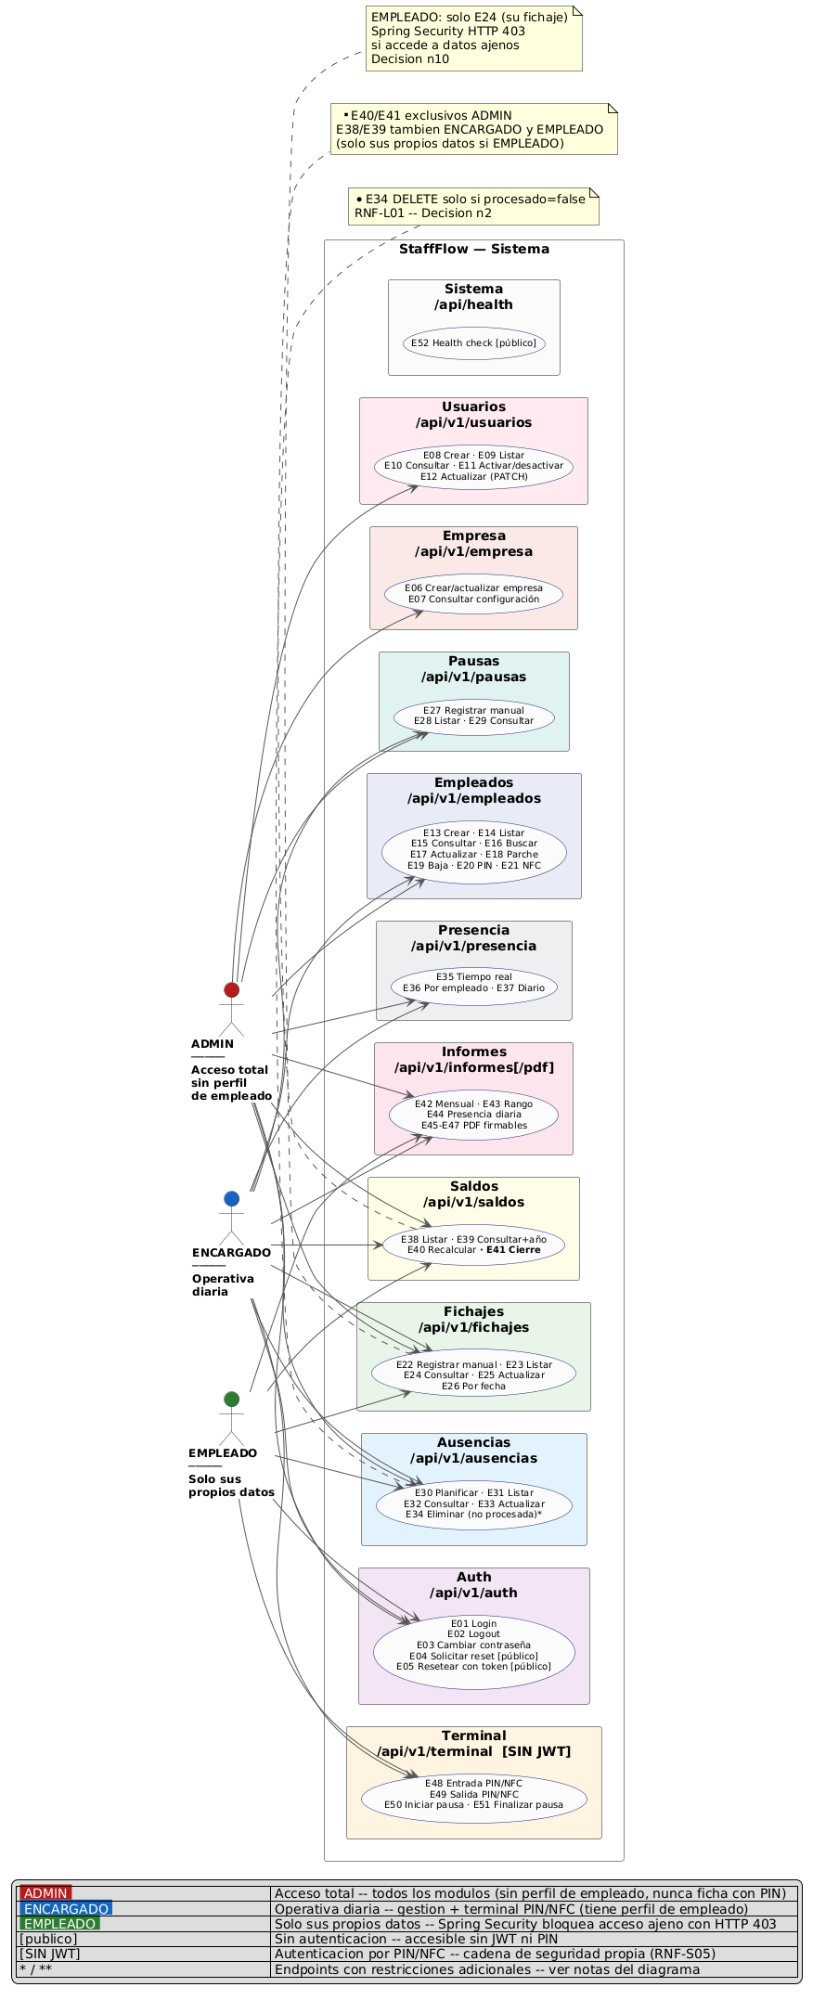 EMPLEADO: solo E24 (su fichaje)
Spring Security HTTP 403
si accede a datos ajenos
Decision n10
▪ E40/E41 exclusivos ADMIN
E38/E39 tambien ENCARGADO y EMPLEADO
(solo sus propios datos si EMPLEADO)
• E34 DELETE solo si procesado=false
RNF-L01 -- Decision n2
StaffFlow — Sistema
Sistema
/api/health
E52 Health check [público]
Usuarios
/api/v1/usuarios
E08 Crear · E09 Listar
E10 Consultar · E11 Activar/desactivar
E12 Actualizar (PATCH)
Empresa
/api/v1/empresa
E06 Crear/actualizar empresa
E07 Consultar configuración
Pausas
/api/v1/pausas
E27 Registrar manual
E28 Listar · E29 Consultar
Empleados
/api/v1/empleados
E13 Crear · E14 Listar
E15 Consultar · E16 Buscar
E17 Actualizar · E18 Parche
E19 Baja · E20 PIN · E21 NFC
Presencia
/api/v1/presencia
E35 Tiempo real
E36 Por empleado · E37 Diario
ADMIN
Acceso total
sin perfil
de empleado
Informes
/api/v1/informes[/pdf]
E42 Mensual · E43 Rango
E44 Presencia diaria
E45-E47 PDF firmables
Saldos
/api/v1/saldos
E38 Listar · E39 Consultar+año
E40 Recalcular · E41 Cierre
ENCARGADO
Operativa
diaria
Fichajes
/api/v1/fichajes
E22 Registrar manual · E23 Listar
E24 Consultar · E25 Actualizar
E26 Por fecha
EMPLEADO
Solo sus
propios datos
Ausencias
/api/v1/ausencias
E30 Planificar · E31 Listar
E32 Consultar · E33 Actualizar
E34 Eliminar (no procesada)*
Auth
/api/v1/auth
E01 Login
E02 Logout
E03 Cambiar contraseña
E04 Solicitar reset [público]
E05 Resetear con token [público]
Terminal
/api/v1/terminal  [SIN JWT]
E48 Entrada PIN/NFC
E49 Salida PIN/NFC
E50 Iniciar pausa · E51 Finalizar pausa
ADMIN Acceso total -- todos los modulos (sin perfil de empleado, nunca ficha con PIN)
ENCARGADO Operativa diaria -- gestion + terminal PIN/NFC (tiene perfil de empleado)
EMPLEADO Solo sus propios datos -- Spring Security bloquea acceso ajeno con HTTP 403
[publico] Sin autenticacion -- accesible sin JWT ni PIN
[SIN JWT] Autenticacion por PIN/NFC -- cadena de seguridad propia (RNF-S05)
* / ** Endpoints con restricciones adicionales -- ver notas del diagrama